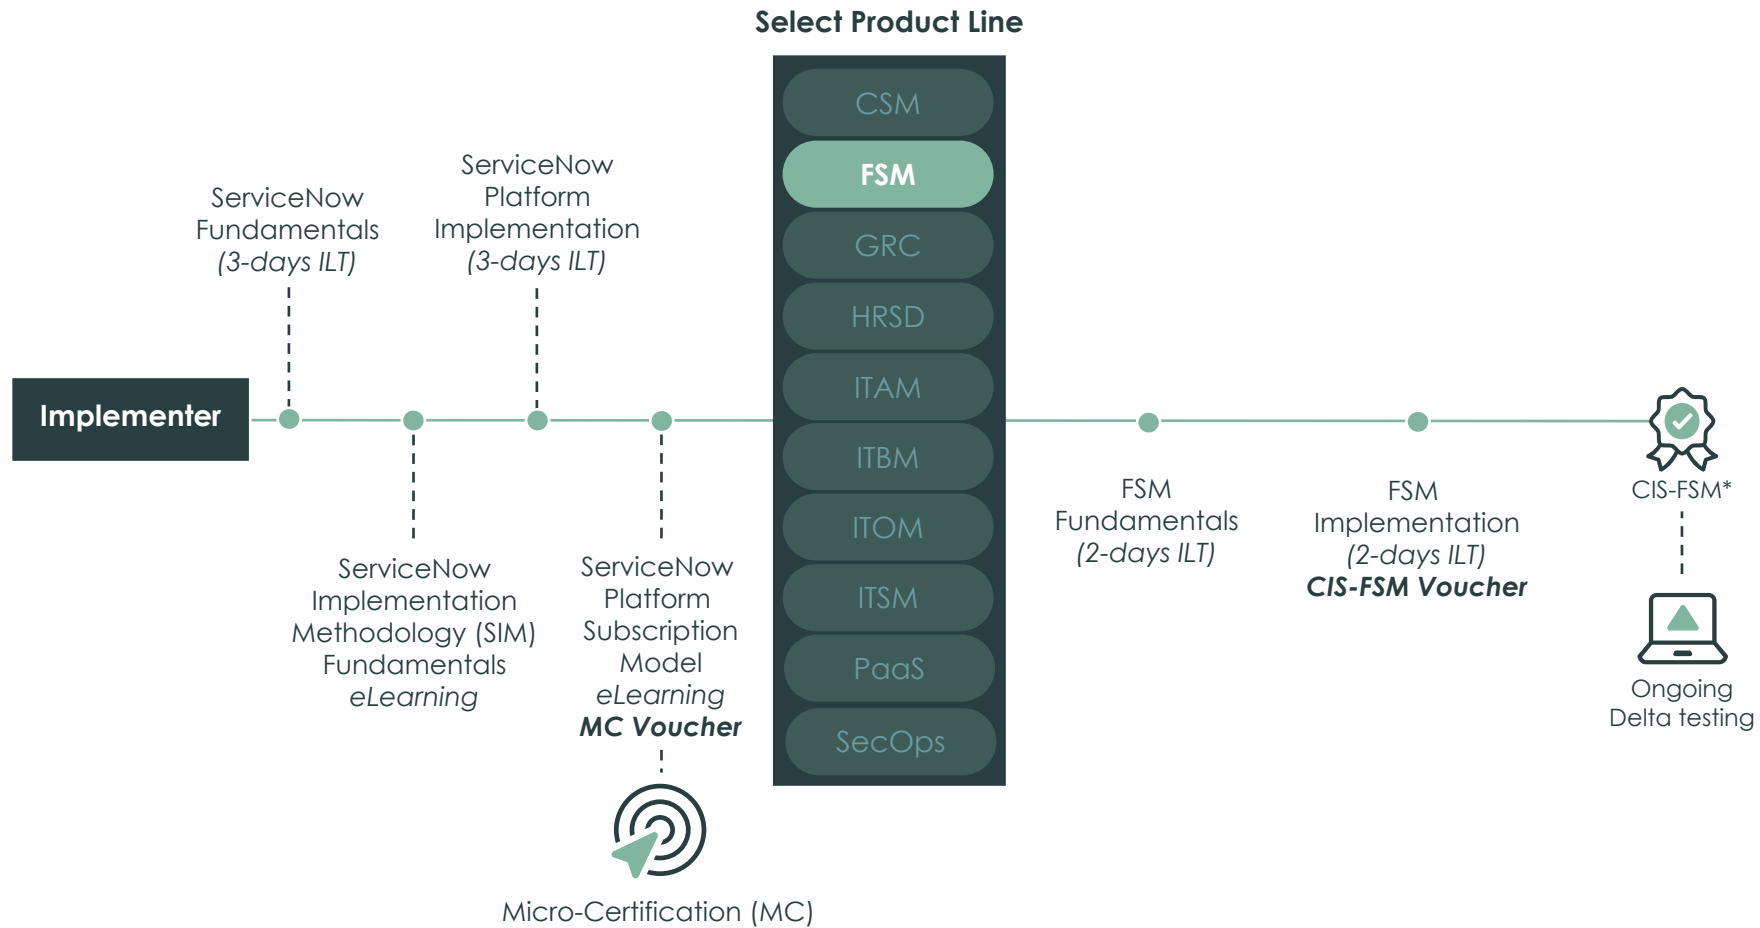 Select Product Line
CSM
FSM
GRC
HRSD
ITAM
ITBM
ITOM
ITSM
PaaS
SecOps
Implementer
ServiceNow
Fundamentals
(3-days ILT)
ServiceNow
Implementation
Methodology (SIM)
Fundamentals
eLearning
ServiceNow
Platform
Implementation
(3-days ILT)
ServiceNow
Platform
Subscription
Model
eLearning
MC Voucher
Micro-Certification (MC)
FSM
Fundamentals
(2-days ILT)
FSM
Implementation
(2-days ILT)
CIS-FSM Voucher
CIS-FSM*
Ongoing
Delta testing